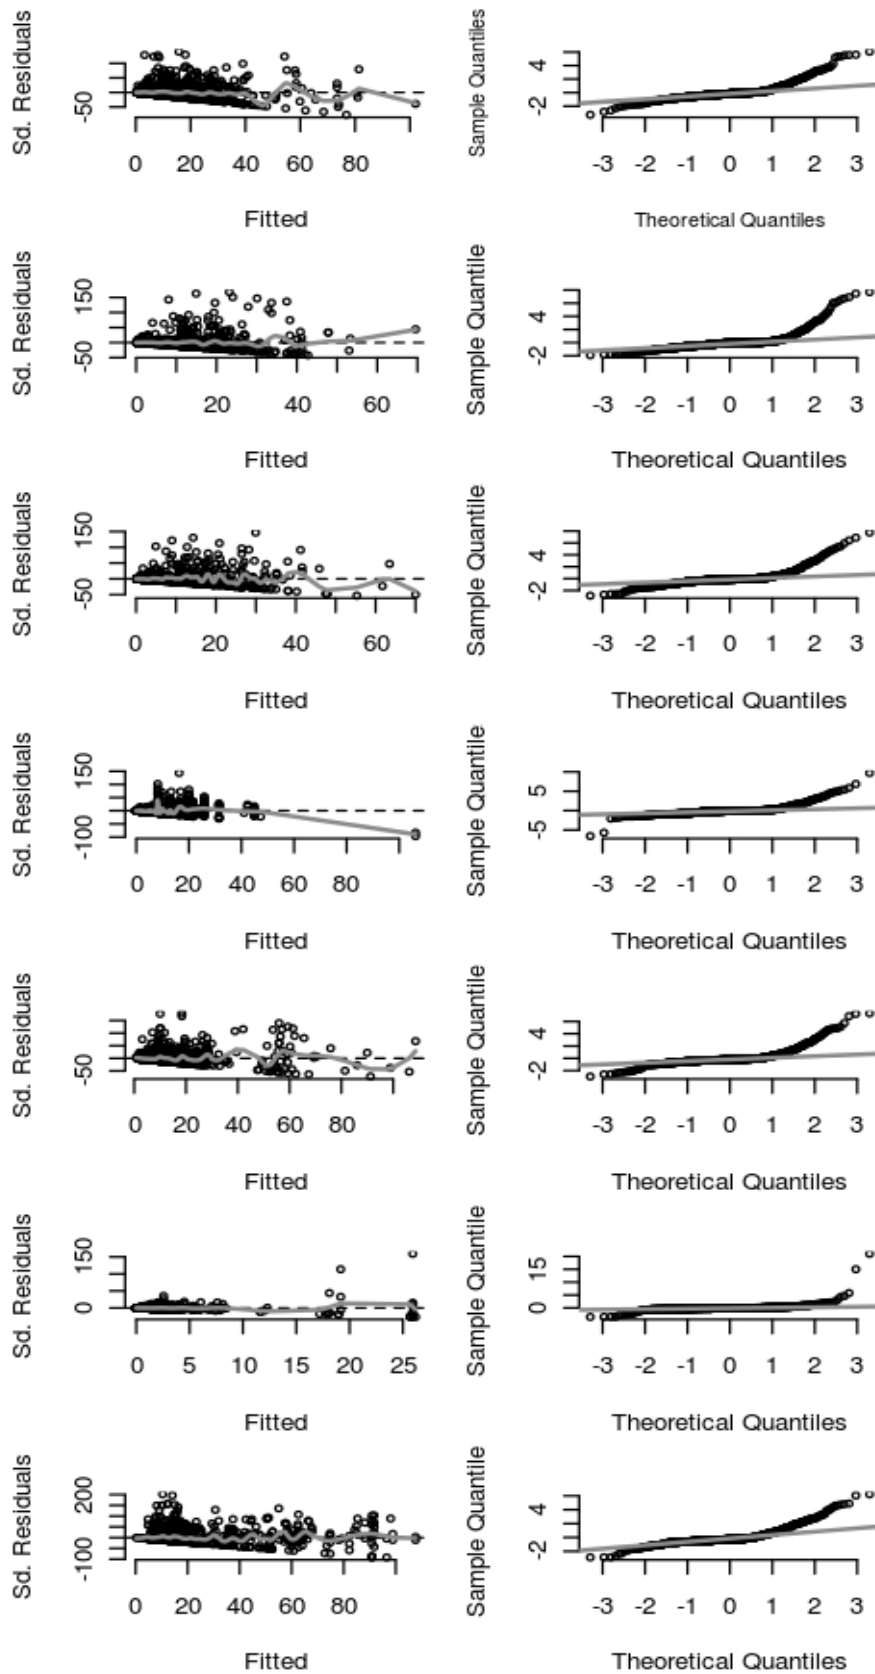 Sd. Residuals
-50
0 20 40 60 80
Fitted
Sample Quantiles
-2 4
-3 -2 -1 0 1 2 3
Theoretical Quantiles
Sd. Residuals
-50 150
0 20 40 60
Fitted
Sample Quantile
-2 4
-3 -2 -1 0 1 2 3
Theoretical Quantiles
Sd. Residuals
-50 150
0 20 40 60
Fitted
Sample Quantile
-2 4
-3 -2 -1 0 1 2 3
Theoretical Quantiles
Sd. Residuals
-100 150
0 20 40 60 80
Fitted
Sample Quantile
-5 5
-3 -2 -1 0 1 2 3
Theoretical Quantiles
Sd. Residuals
-50
0 20 40 60 80
Fitted
Sample Quantile
-2 4
-3 -2 -1 0 1 2 3
Theoretical Quantiles
Sd. Residuals
0 150
0 5 10 15 20 25
Fitted
Sample Quantile
0 15
-3 -2 -1 0 1 2 3
Theoretical Quantiles
Sd. Residuals
-100 200
0 20 40 60 80
Fitted
Sample Quantile
-2 4
-3 -2 -1 0 1 2 3
Theoretical Quantiles